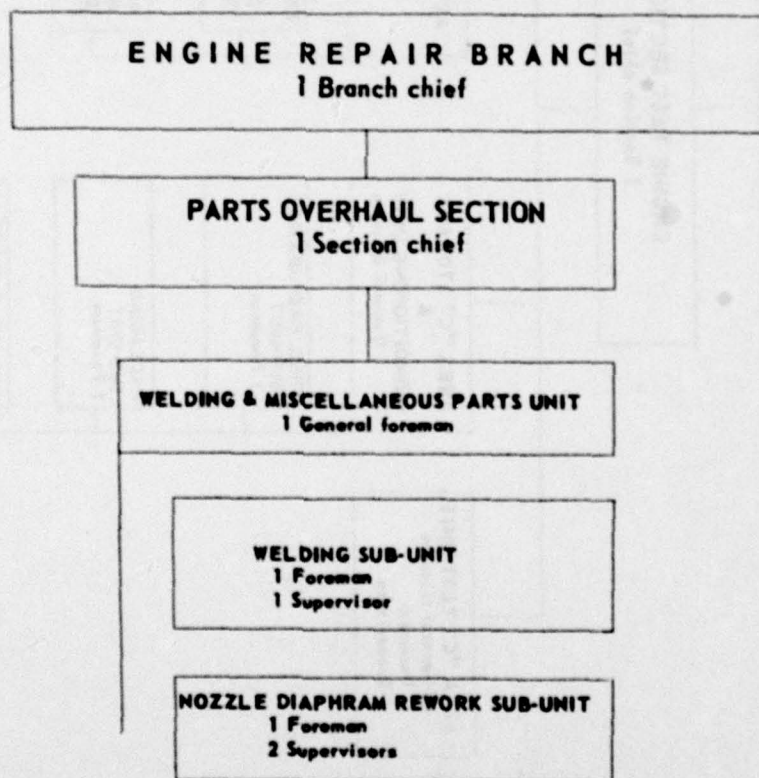 ENGINE REPAIR BRANCH
1 Branch chief
PARTS OVERHAUL SECTION
1 Section chief
WELDING & MISCELLANEOUS PARTS UNIT
1 General foreman
WELDING SUB-UNIT
1 Foreman
1 Supervisor
NOZZLE DIAPHRAM REWORK SUB-UNIT
1 Foreman
2 Supervisors